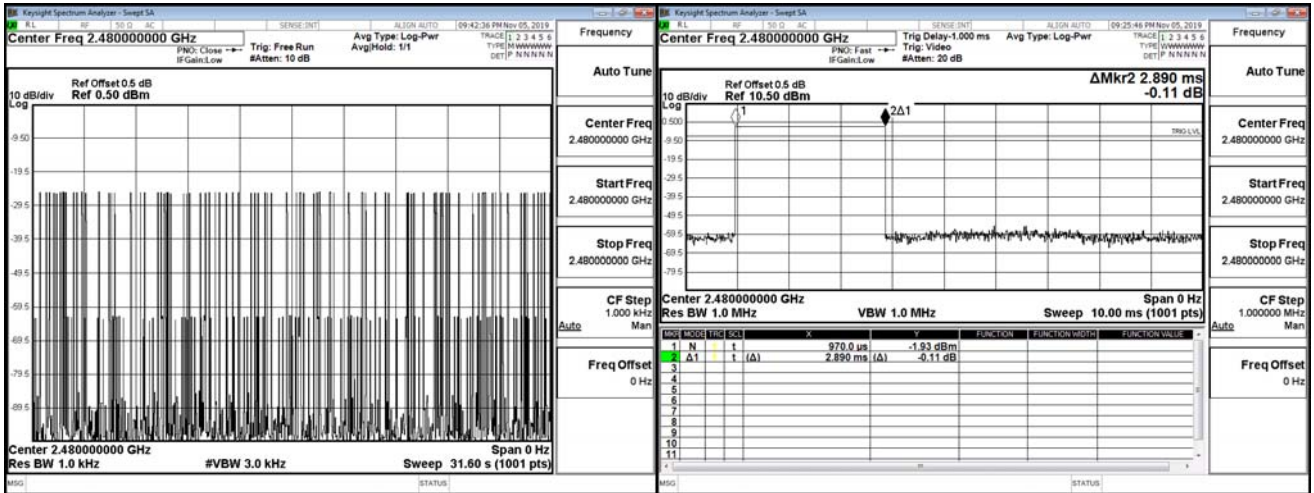 Keysight Spectrum Analyzer - Swept SA
RL RF 50 Ω AC SENSE:INT ALIGN AUTO 09:42:36 PM Nov 05, 2019
Center Freq 2.480000000 GHz
PNO: Close
IFGain:Low
Trig: Free Run
#Atten: 10 dB
Avg Type: Log-Pwr
Avg|Hold: 1/1
TRACE 1 2 3 4 5 6
TYPE MWWWWW
DET P NNNNN
Ref Offset 0.5 dB
10 dB/div Ref 0.50 dBm
Log
-9.50
-19.5
-29.5
-39.5
-49.5
-59.5
-69.5
-79.5
-89.5
Center 2.480000000 GHz Span 0 Hz
Res BW 1.0 kHz #VBW 3.0 kHz Sweep 31.60 s (1001 pts)
MSG STATUS
Frequency
Auto Tune
Center Freq
2.480000000 GHz
Start Freq
2.480000000 GHz
Stop Freq
2.480000000 GHz
CF Step
1.000 kHz
Auto Man
Freq Offset
0 Hz
Keysight Spectrum Analyzer - Swept SA
RL RF 50 Ω AC SENSE:INT ALIGN AUTO 09:25:46 PM Nov 05, 2019
Center Freq 2.480000000 GHz
PNO: Fast
IFGain:Low
Trig Delay-1.000 ms
Trig: Video
#Atten: 20 dB
Avg Type: Log-Pwr
TRACE 1 2 3 4 5 6
TYPE WWWWWW
DET P NNNNN
ΔMkr2 2.890 ms
-0.11 dB
Ref Offset 0.5 dB
10 dB/div Ref 10.50 dBm
Log
1
2Δ1
TRIG LVL
0.500
-9.50
-19.5
-29.5
-39.5
-49.5
-59.5
-69.5
-79.5
Center 2.480000000 GHz Span 0 Hz
Res BW 1.0 MHz VBW 1.0 MHz Sweep 10.00 ms (1001 pts)
MKR MODE TRC SCL X Y FUNCTION FUNCTION WIDTH FUNCTION VALUE
1 N t 970.0 µs -1.93 dBm
2 Δ1 t (Δ) 2.890 ms (Δ) -0.11 dB
3
4
5
6
7
8
9
10
11
MSG STATUS
Frequency
Auto Tune
Center Freq
2.480000000 GHz
Start Freq
2.480000000 GHz
Stop Freq
2.480000000 GHz
CF Step
1.000000 MHz
Auto Man
Freq Offset
0 Hz